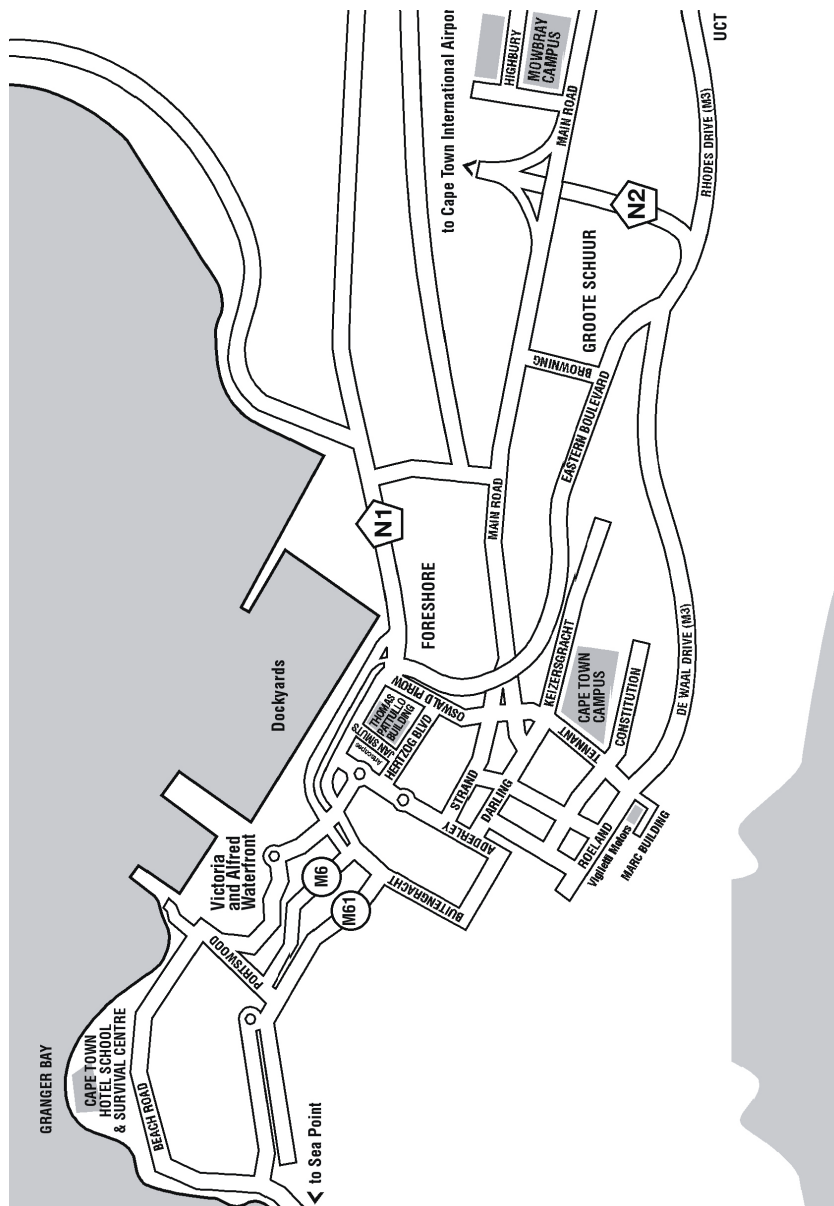 GRANGER BAY
CAPE TOWN
HOTEL SCHOOL
& SURVIVAL CENTRE
BEACH ROAD
to Sea Point
PORTSWOOD
Victoria
and Alfred
Waterfront
M6
M61
BUITENGRACHT
Dockyards
Artscape
JAN SMUTS
THOMAS
PATTULLO
BUILDING
HERTZOG BLVD
OSWALD PIROW
FORESHORE
N1
STRAND
ADDERLEY
DARLING
ROELAND
Viglietti Motors
MARC BUILDING
TENNANT
CAPE TOWN
CAMPUS
CONSTITUTION
KEIZERSGRACHT
DE WAAL DRIVE (M3)
MAIN ROAD
EASTERN BOULEVARD
BROWNING
GROOTE SCHUUR
N2
to Cape Town International Airpor
HIGHBURY
MOWBRAY
CAMPUS
MAIN ROAD
RHODES DRIVE (M3)
UCT